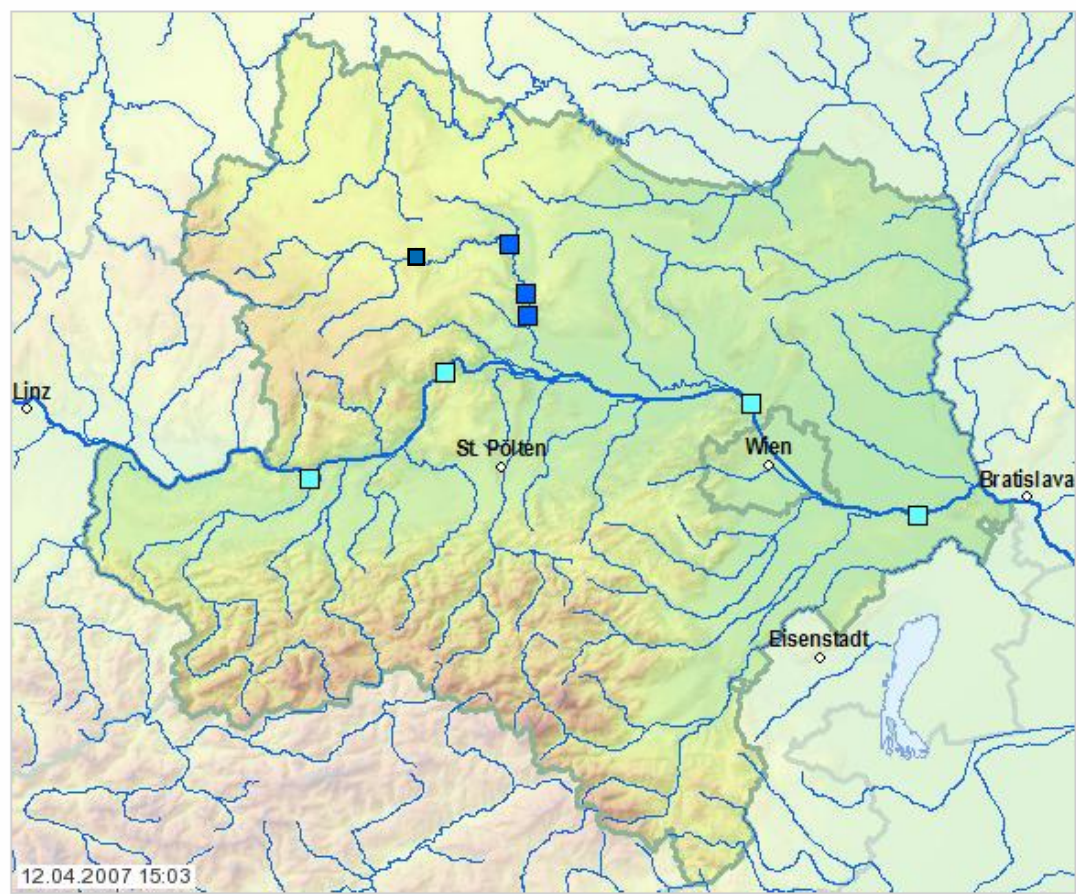 Linz
St. Pölten
Wien
Bratislava
Eisenstadt
12.04.2007 15:03